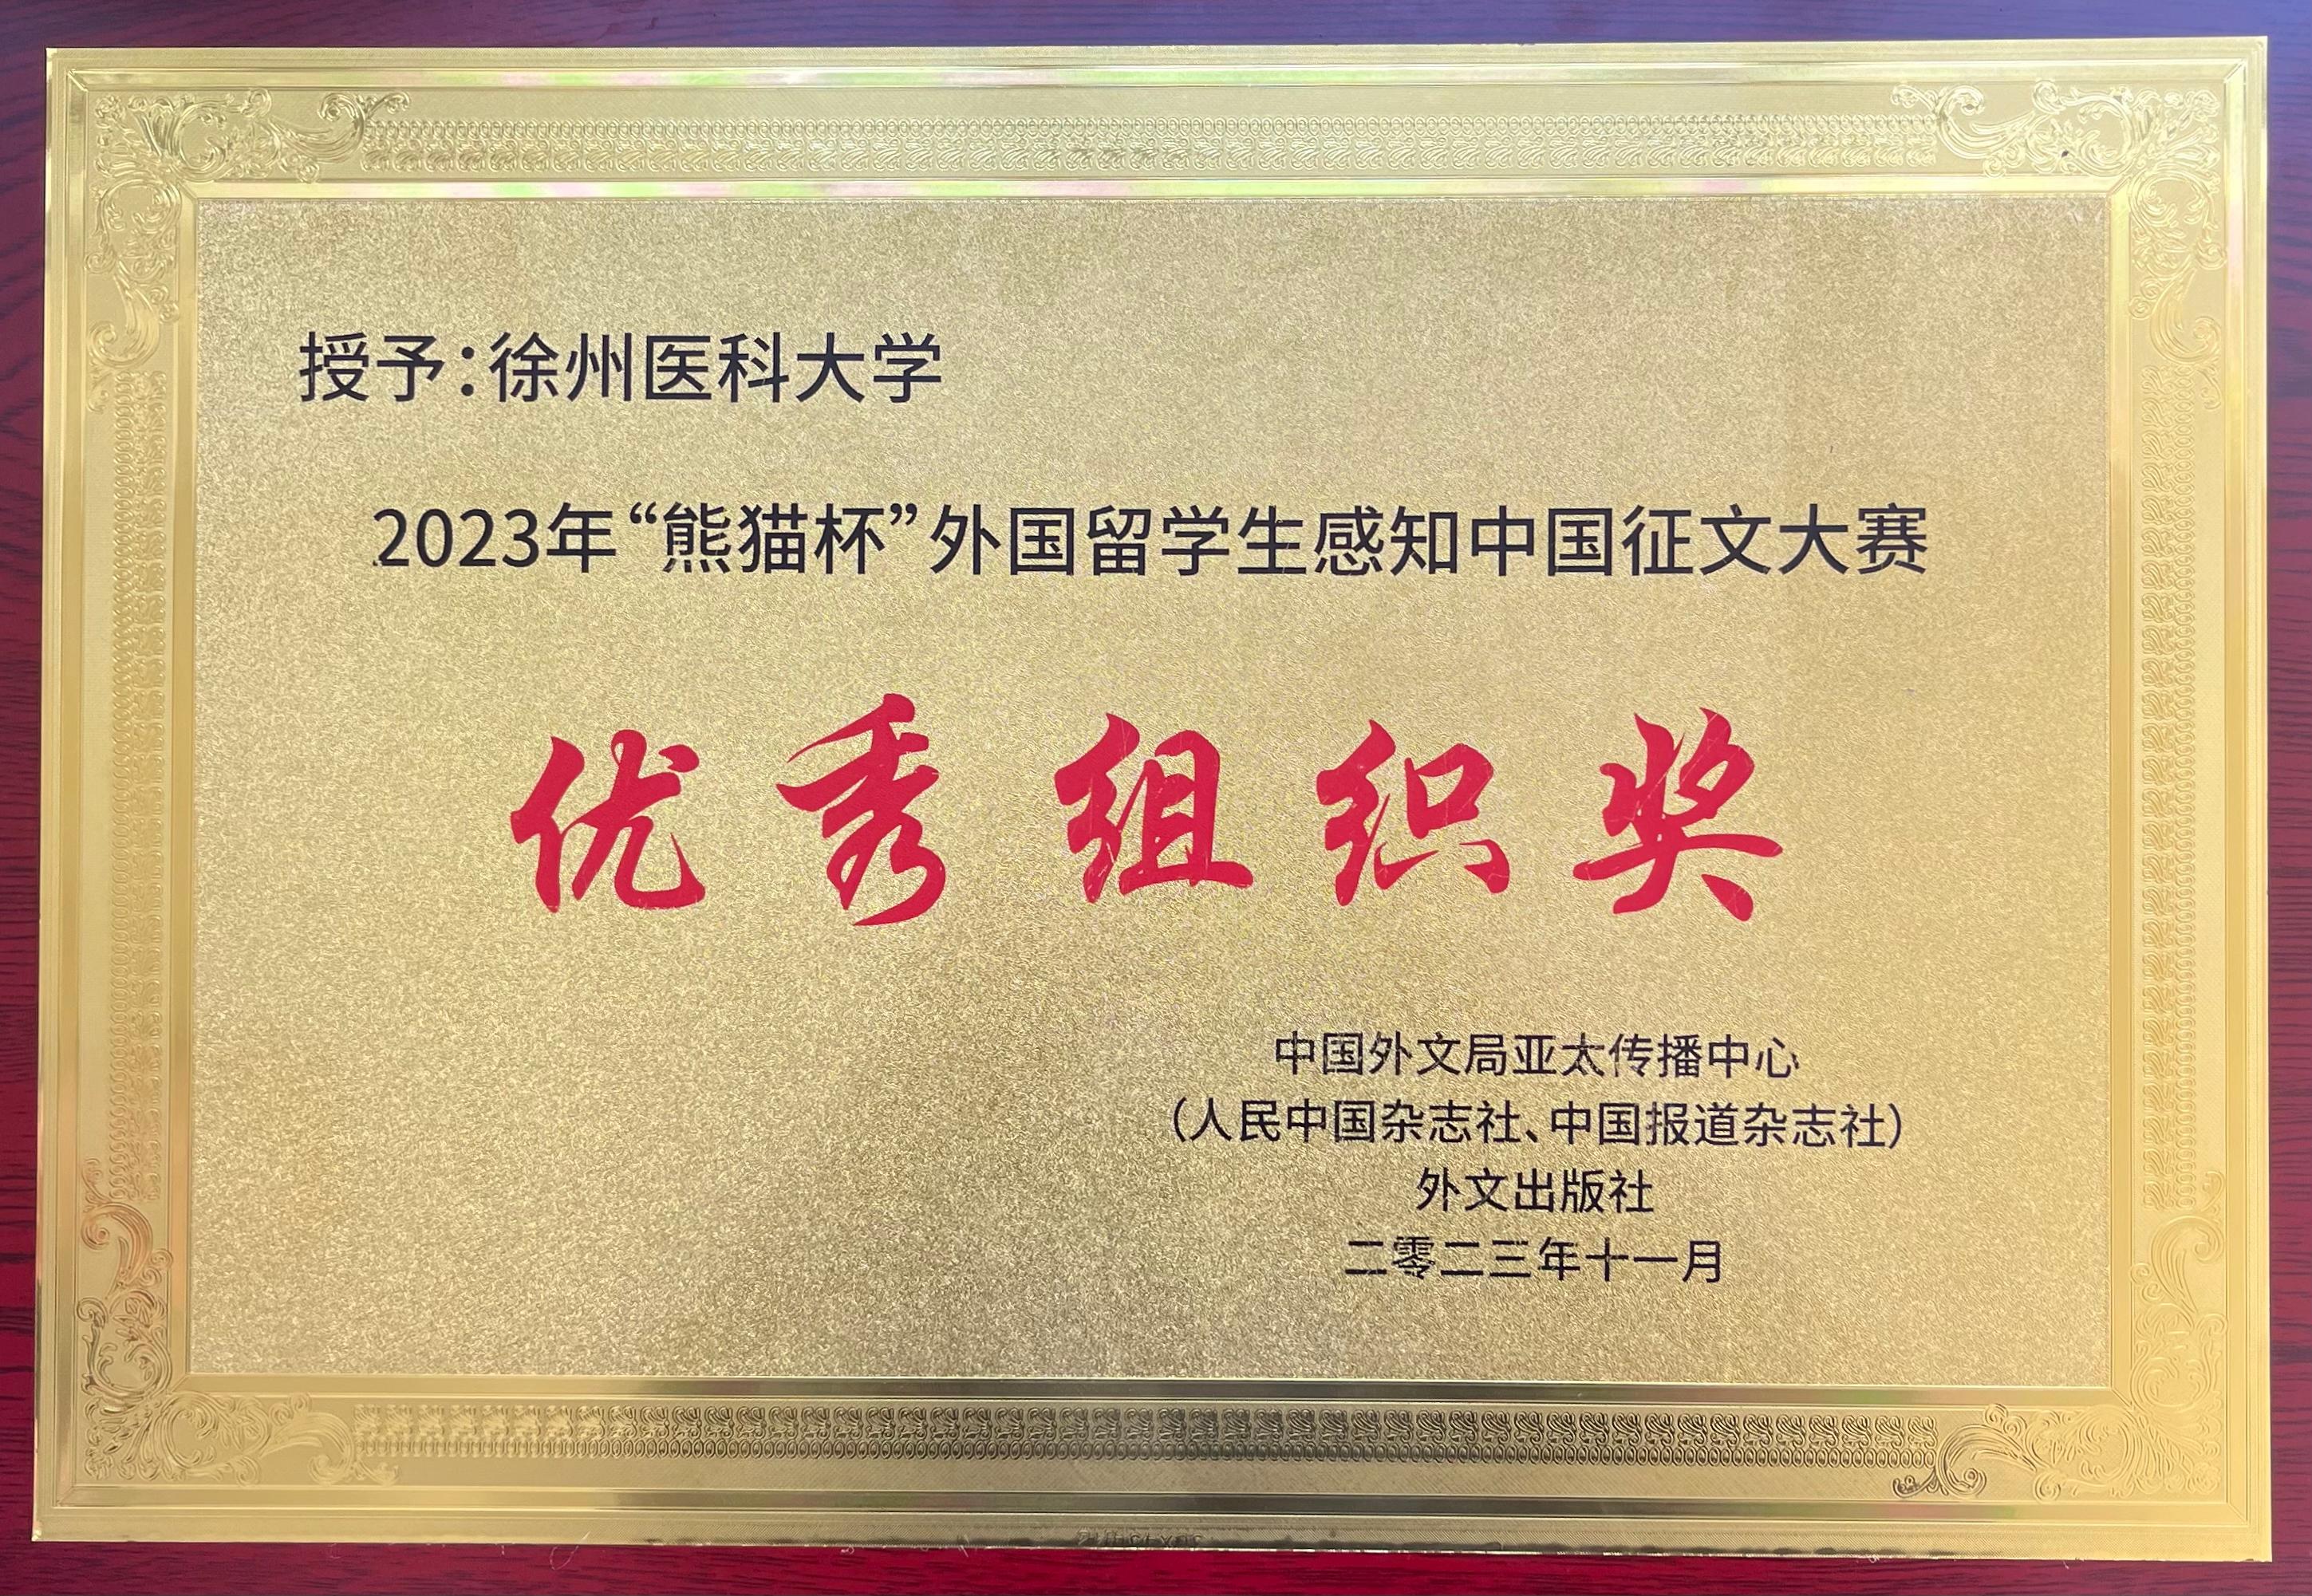 授予：徐州医科大学
2023年“熊猫杯”外国留学生感知中国征文大赛
优秀组织奖
中国外文局亚太传播中心
（人民中国杂志社、中国报道杂志社）
外文出版社
二零二三年十一月